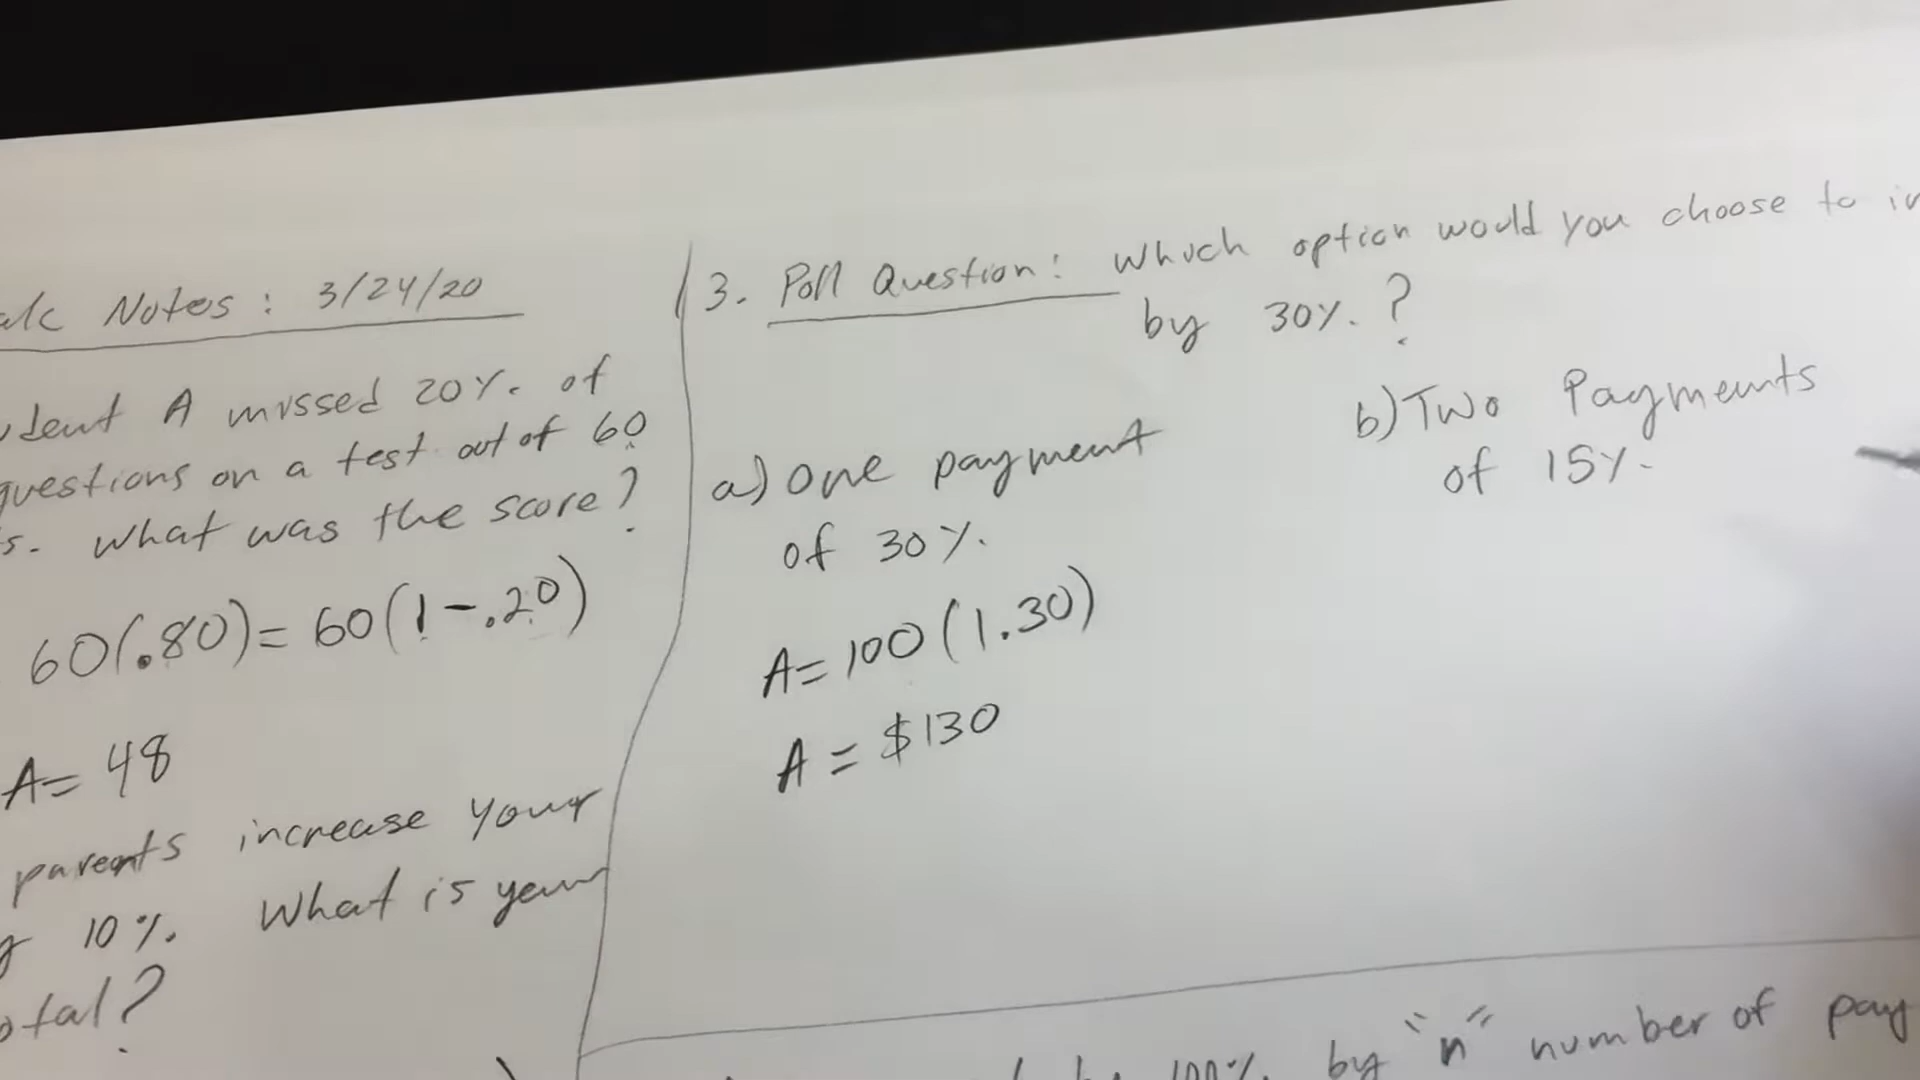 Notes: 3/24/20
A missed 20%. of
questions on a test out of 60
What was the score?
60(.80)= 60(1-.20)
A= 48
parents increase your
10%. What is your
3. Poll Question: Which option would you choose to
by 30%.?
a) One payment
of 30%.
A= 100(1.30)
A = $130
b) Two Payments
of 15%.
100%. by "n" number of pay